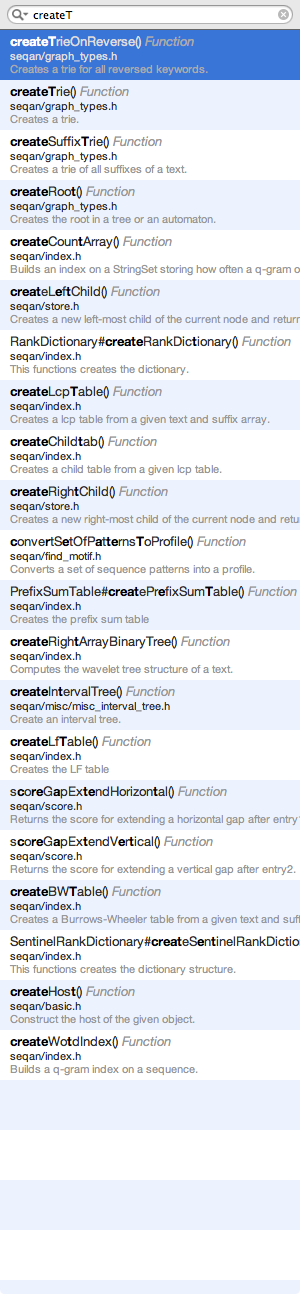 createT
createTrieOnReverse() Function
seqan/graph_types.h
Creates a trie for all reversed keywords.
createTrie() Function
seqan/graph_types.h
Creates a trie.
createSuffixTrie() Function
seqan/graph_types.h
Creates a trie of all suffixes of a text.
createRoot() Function
seqan/graph_types.h
Creates the root in a tree or an automaton.
createCountArray() Function
seqan/index.h
Builds an index on a StringSet storing how often a q-gram o
createLeftChild() Function
seqan/store.h
Creates a new left-most child of the current node and return
RankDictionary#createRankDictionary() Function
seqan/index.h
This functions creates the dictionary.
createLcpTable() Function
seqan/index.h
Creates a lcp table from a given text and suffix array.
createChildtab() Function
seqan/index.h
Creates a child table from a given lcp table.
createRightChild() Function
seqan/store.h
Creates a new right-most child of the current node and retu
convertSetOfPatternsToProfile() Function
seqan/find_motif.h
Converts a set of sequence patterns into a profile.
PrefixSumTable#createPrefixSumTable() Function
seqan/index.h
Creates the prefix sum table
createRightArrayBinaryTree() Function
seqan/index.h
Computes the wavelet tree structure of a text.
createIntervalTree() Function
seqan/misc/misc_interval_tree.h
Create an interval tree.
createLfTable() Function
seqan/index.h
Creates the LF table
scoreGapExtendHorizontal() Function
seqan/score.h
Returns the score for extending a horizontal gap after entry
scoreGapExtendVertical() Function
seqan/score.h
Returns the score for extending a vertical gap after entry2.
createBWTable() Function
seqan/index.h
Creates a Burrows-Wheeler table from a given text and suff
SentinelRankDictionary#createSentinelRankDictio
seqan/index.h
This functions creates the dictionary structure.
createHost() Function
seqan/basic.h
Construct the host of the given object.
createWotdIndex() Function
seqan/index.h
Builds a q-gram index on a sequence.